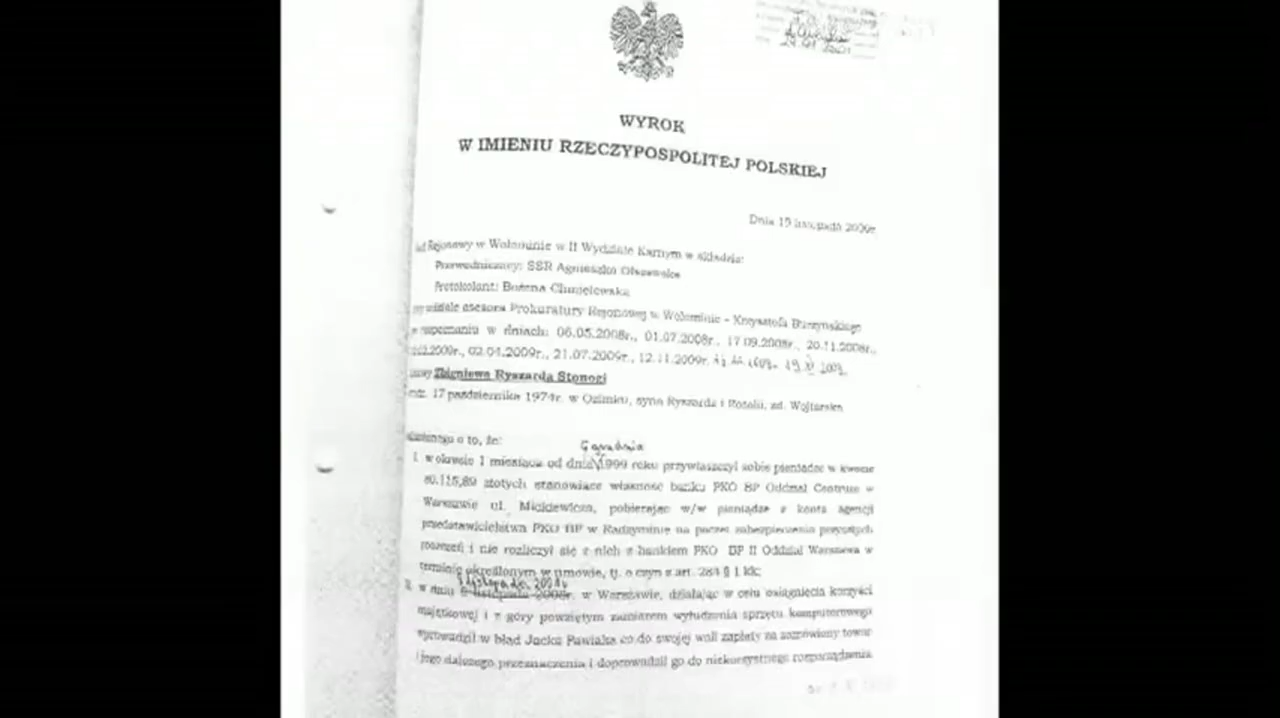 WYROK
W IMIENIU RZECZYPOSPOLITEJ POLSKIEJ
Dnia 19 listopada 2009r
Rejonowy w Wołominie w II Wydziale Karnym w składzie:
Przewodniczący: SSR Agnieszka Olszewska
Protokolant: Bożena Chmielewska
udziale asesora Prokuratury Rejonowej w Wołominie - Krzysztofa Burzyńskiego
rozpoznaniu w dniach: 06.05.2008r., 01.07.2008r., 17.09.2008r., 20.11.2008r.,
2009r., 02.04.2009r., 21.07.2009r., 12.11.2009r.
Zbigniewa Ryszarda Stonogi
17 października 1974r. w Ozimku, syna Ryszarda i Rozalii, zd. Wojtarska
oskarżonego o to, że:
6 grudnia
I. w okresie 1 miesiąca od dnia 1999 roku przywłaszczył sobie pieniądze w kwocie
80.115,89 złotych stanowiące własność banku PKO BP Oddział Centrum w
Warszawie ul. Mickiewicza, pobierając w/w pieniądze z konta agencji
przedstawicielstwa PKO BP w Radzyminie na poczet zabezpieczenia przyszłych
roszczeń i nie rozliczył się z nich z bankiem PKO BP II Oddział Warszawa w
terminie określonym w umowie, tj. o czyn z art. 284 § 1 kk;
listopada
II. w dniu listopada w Warszawie, działając w celu osiągnięcia korzyści
majątkowej i z góry powziętym zamiarem wyłudzenia sprzętu komputerowego
wprowadził w błąd Jacka Pawlaka co do swojej woli zapłaty za zamówiony towar
i jego dalszego przeznaczenia i doprowadził go do niekorzystnego rozporządzenia